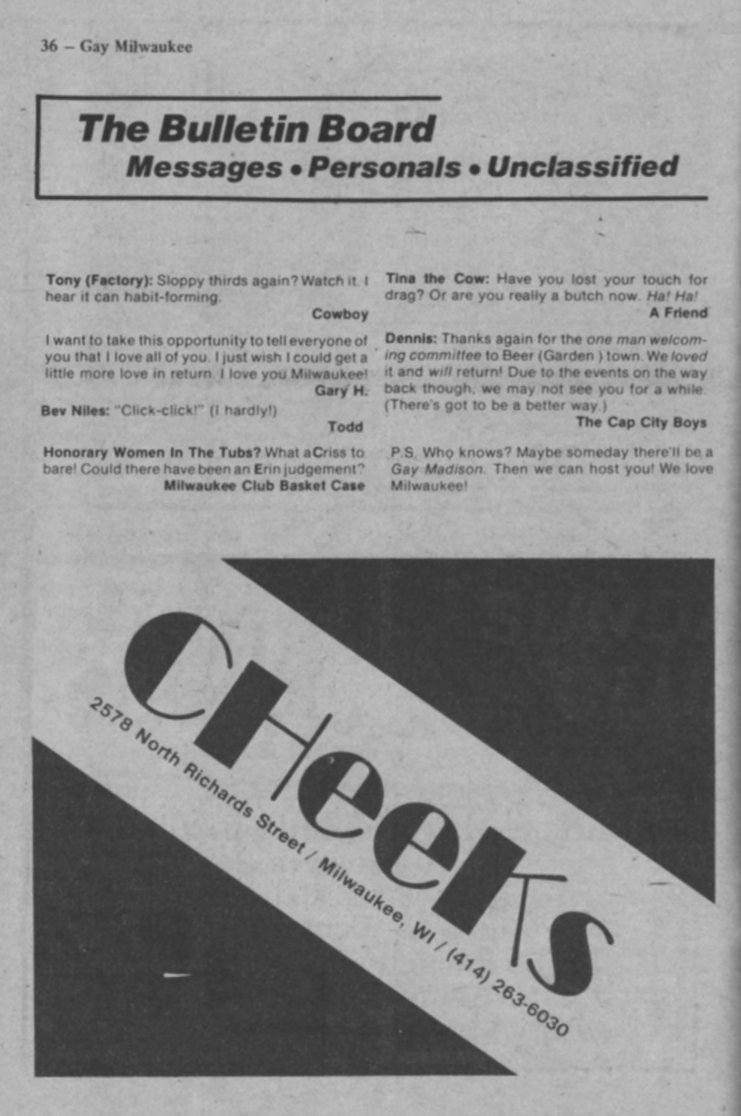 36 – Gay Milwaukee
The Bulletin Board
Messages • Personals • Unclassified
Tony (Factory): Sloppy thirds again? Watch it. I
hear it can habit-forming.
Cowboy
I want to take this opportunity to tell everyone of
you that I love all of you. I just wish I could get a
little more love in return. I love you Milwaukee!
Gary H.
Bev Niles: "Click-click!" (I hardly!)
Todd
Honorary Women In The Tubs? What aCriss to
bare! Could there have been an Erin judgement?
Milwaukee Club Basket Case
Tina the Cow: Have you lost your touch for
drag? Or are you really a butch now. Ha! Ha!
A Friend
Dennis: Thanks again for the one man welcom-
ing committee to Beer (Garden ) town. We loved
it and will return! Due to the events on the way
back though, we may not see you for a while.
(There's got to be a better way.)
The Cap City Boys
P.S. Who knows? Maybe someday there'll be a
Gay Madison. Then we can host you! We love
Milwaukee!
CHeeKS
2578 North Richards Street / Milwaukee, WI / (414) 263-6030